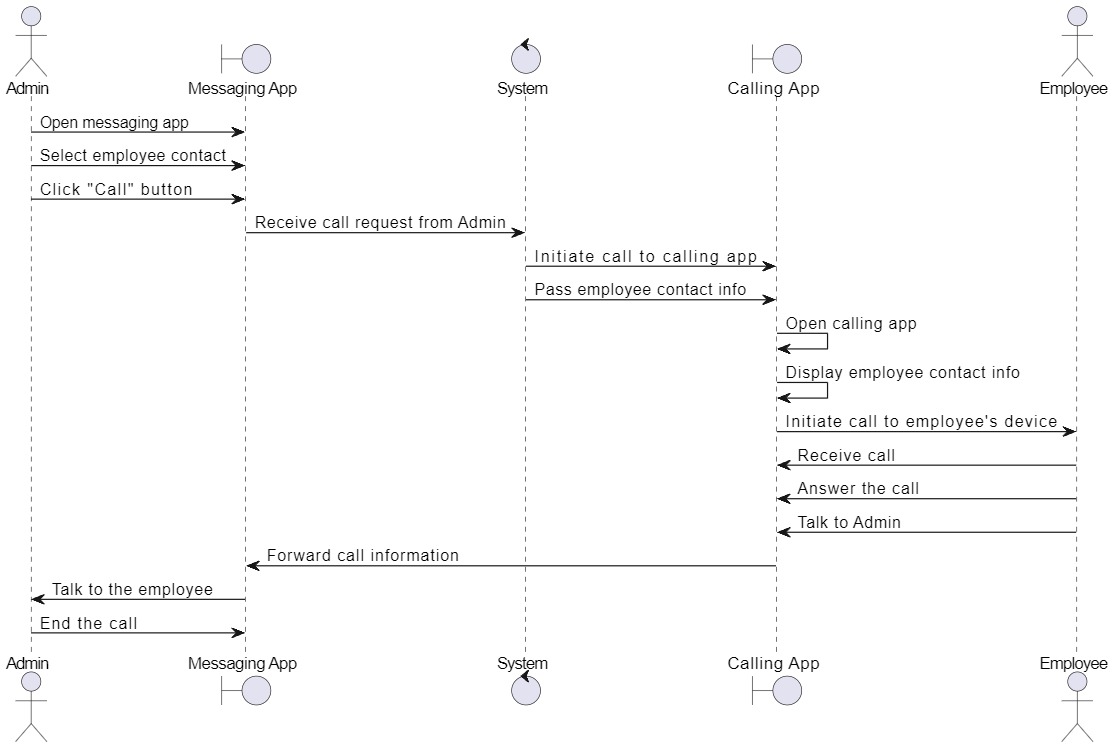 Admin
Messaging App
System
Calling App
Employee
Open messaging app
Select employee contact
Click "Call" button
Receive call request from Admin
Initiate call to calling app
Pass employee contact info
Open calling app
Display employee contact info
Initiate call to employee's device
Receive call
Answer the call
Talk to Admin
Forward call information
Talk to the employee
End the call
Admin
Messaging App
System
Calling App
Employee